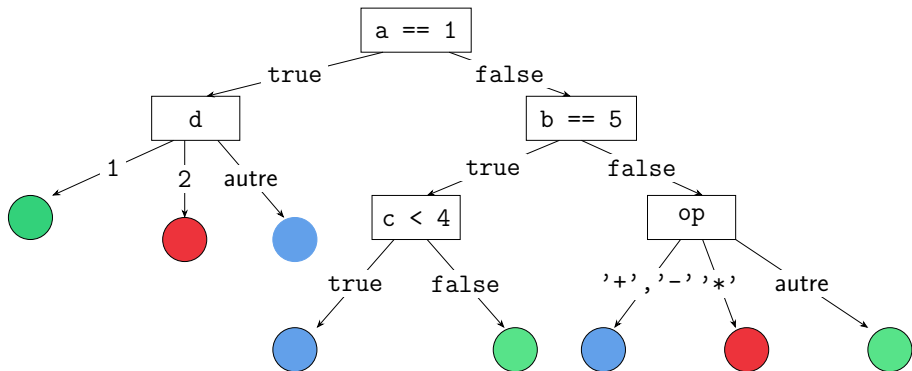 a == 1
true false
d b == 5
1 2 autre true false
c < 4 op
true false '+','-' '*' autre